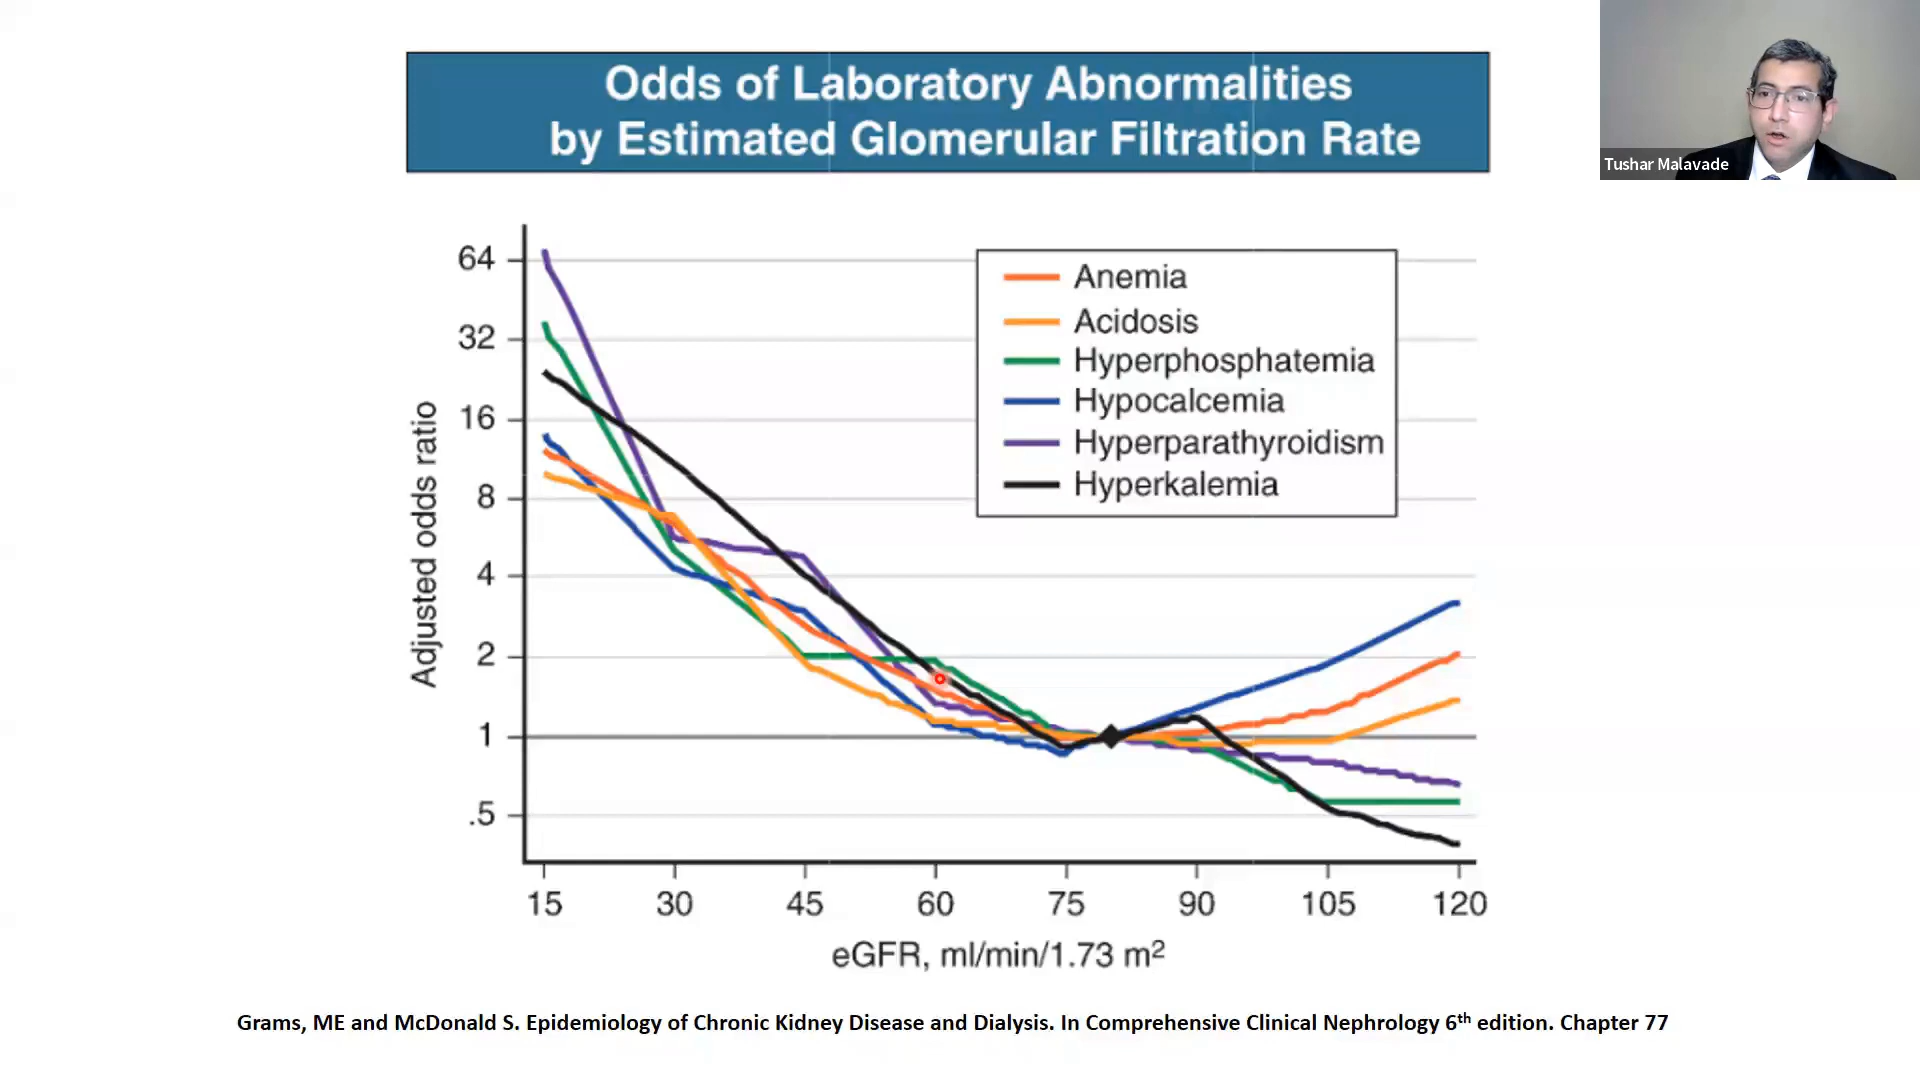 Odds of Laboratory Abnormalities
by Estimated Glomerular Filtration Rate
Tushar Malavade
Adjusted odds ratio
64
32
16
8
4
2
1
.5
Anemia
Acidosis
Hyperphosphatemia
Hypocalcemia
Hyperparathyroidism
Hyperkalemia
15 30 45 60 75 90 105 120
eGFR, ml/min/1.73 m²
Grams, ME and McDonald S. Epidemiology of Chronic Kidney Disease and Dialysis. In Comprehensive Clinical Nephrology 6th edition. Chapter 77